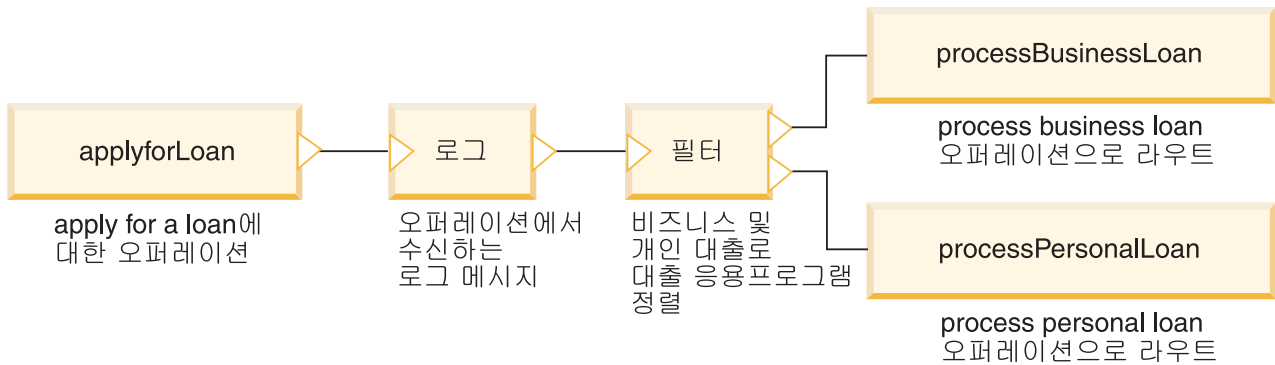 applyforLoan
apply for a loan에
대한 오퍼레이션
로그
오퍼레이션에서
수신하는
로그 메시지
필터
비즈니스 및
개인 대출로
대출 응용프로그램
정렬
processBusinessLoan
process business loan
오퍼레이션으로 라우트
processPersonalLoan
process personal loan
오퍼레이션으로 라우트